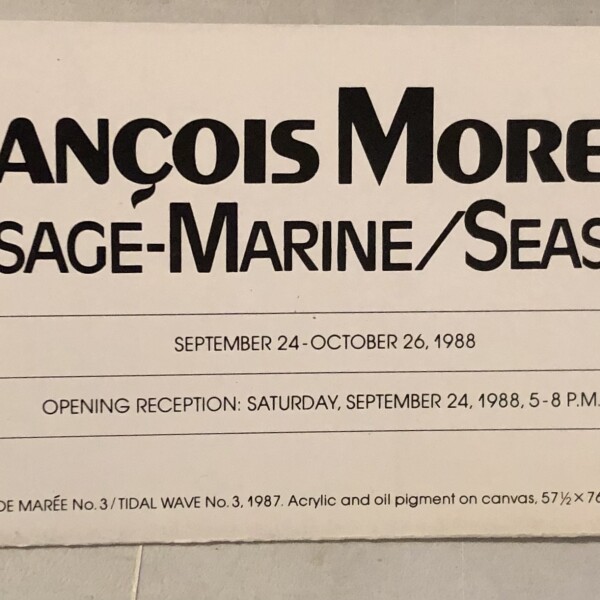 ANÇOIS MORE
SAGE-MARINE/SEAS
SEPTEMBER 24-OCTOBER 26, 1988
OPENING RECEPTION: SATURDAY, SEPTEMBER 24, 1988, 5-8 P.M.
DE MARÉE No. 3/TIDAL WAVE No. 3, 1987. Acrylic and oil pigment on canvas, 57½ × 76